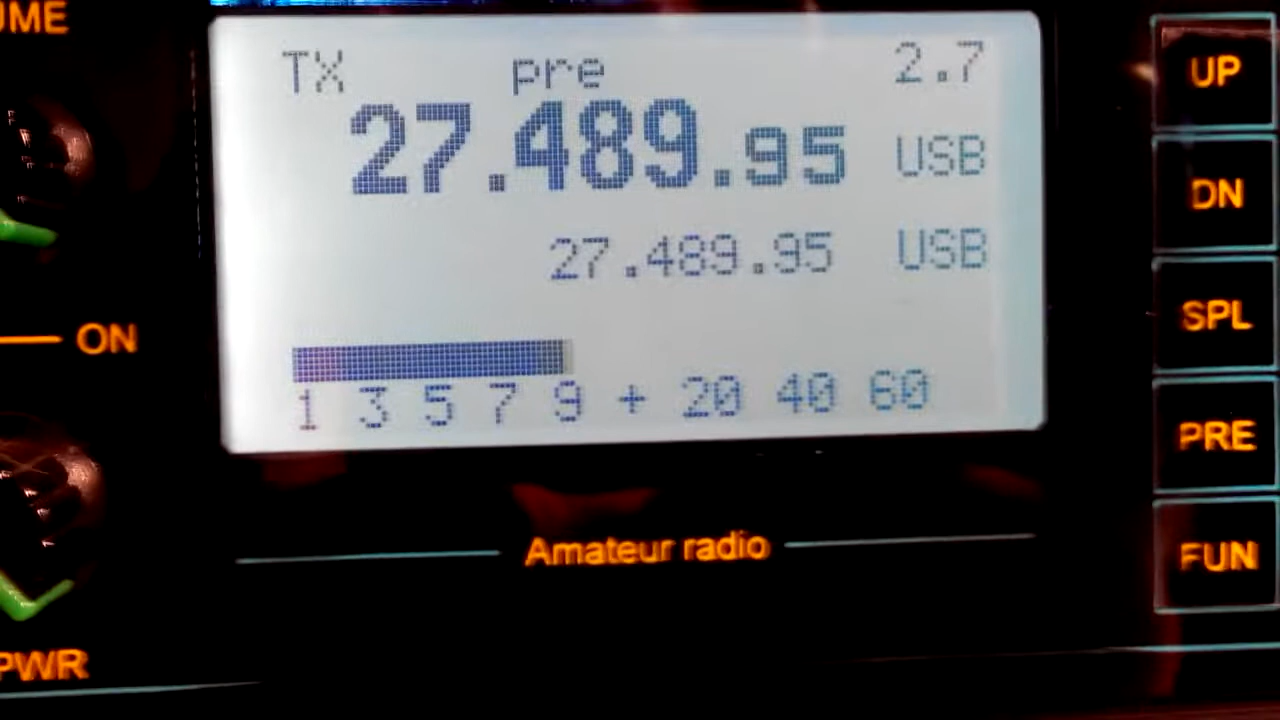 UME
TX pre 2.7
27.489.95 USB
27.489.95 USB
1 3 5 7 9 + 20 40 60
ON
Amateur radio
PWR
UP
DN
SPL
PRE
FUN